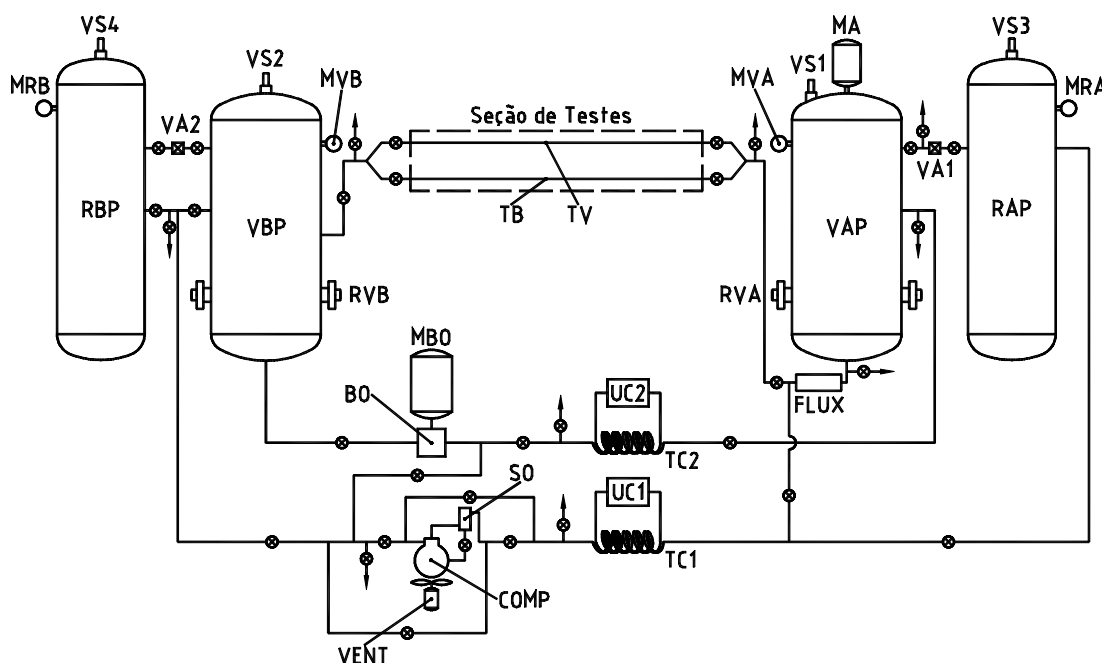 VS4
VS2
MRB
MVB
VA2
RBP
VBP
RVB
Seção de Testes
TB
TV
MA
VS1
VS3
MVA
MRA
VA1
VAP
RAP
RVA
FLUX
MBO
BO
UC2
TC2
SO
UC1
TC1
COMP
VENT